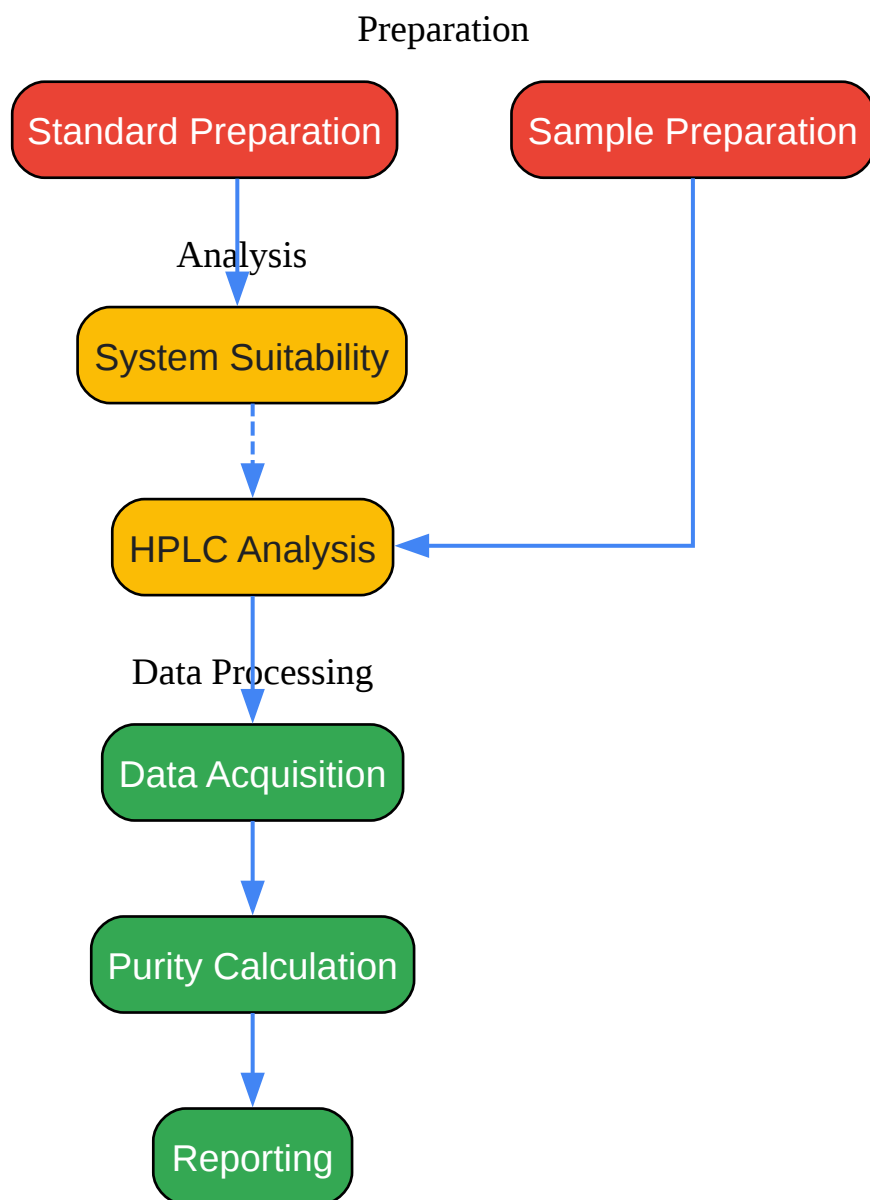 Preparation
Standard Preparation
Sample Preparation
Analysis
System Suitability
HPLC Analysis
Data Processing
Data Acquisition
Purity Calculation
Reporting